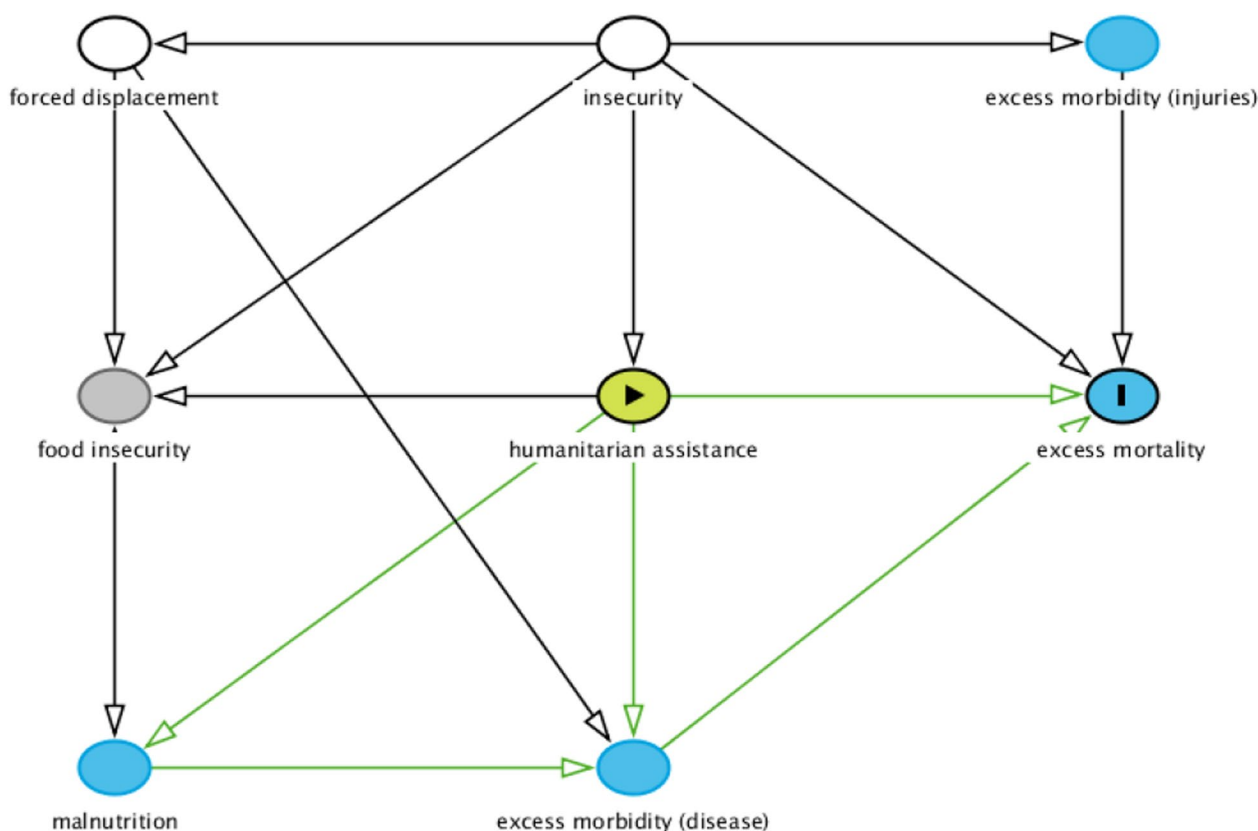 forced displacement
insecurity
excess morbidity (injuries)
food insecurity
humanitarian assistance
excess mortality
malnutrition
excess morbidity (disease)